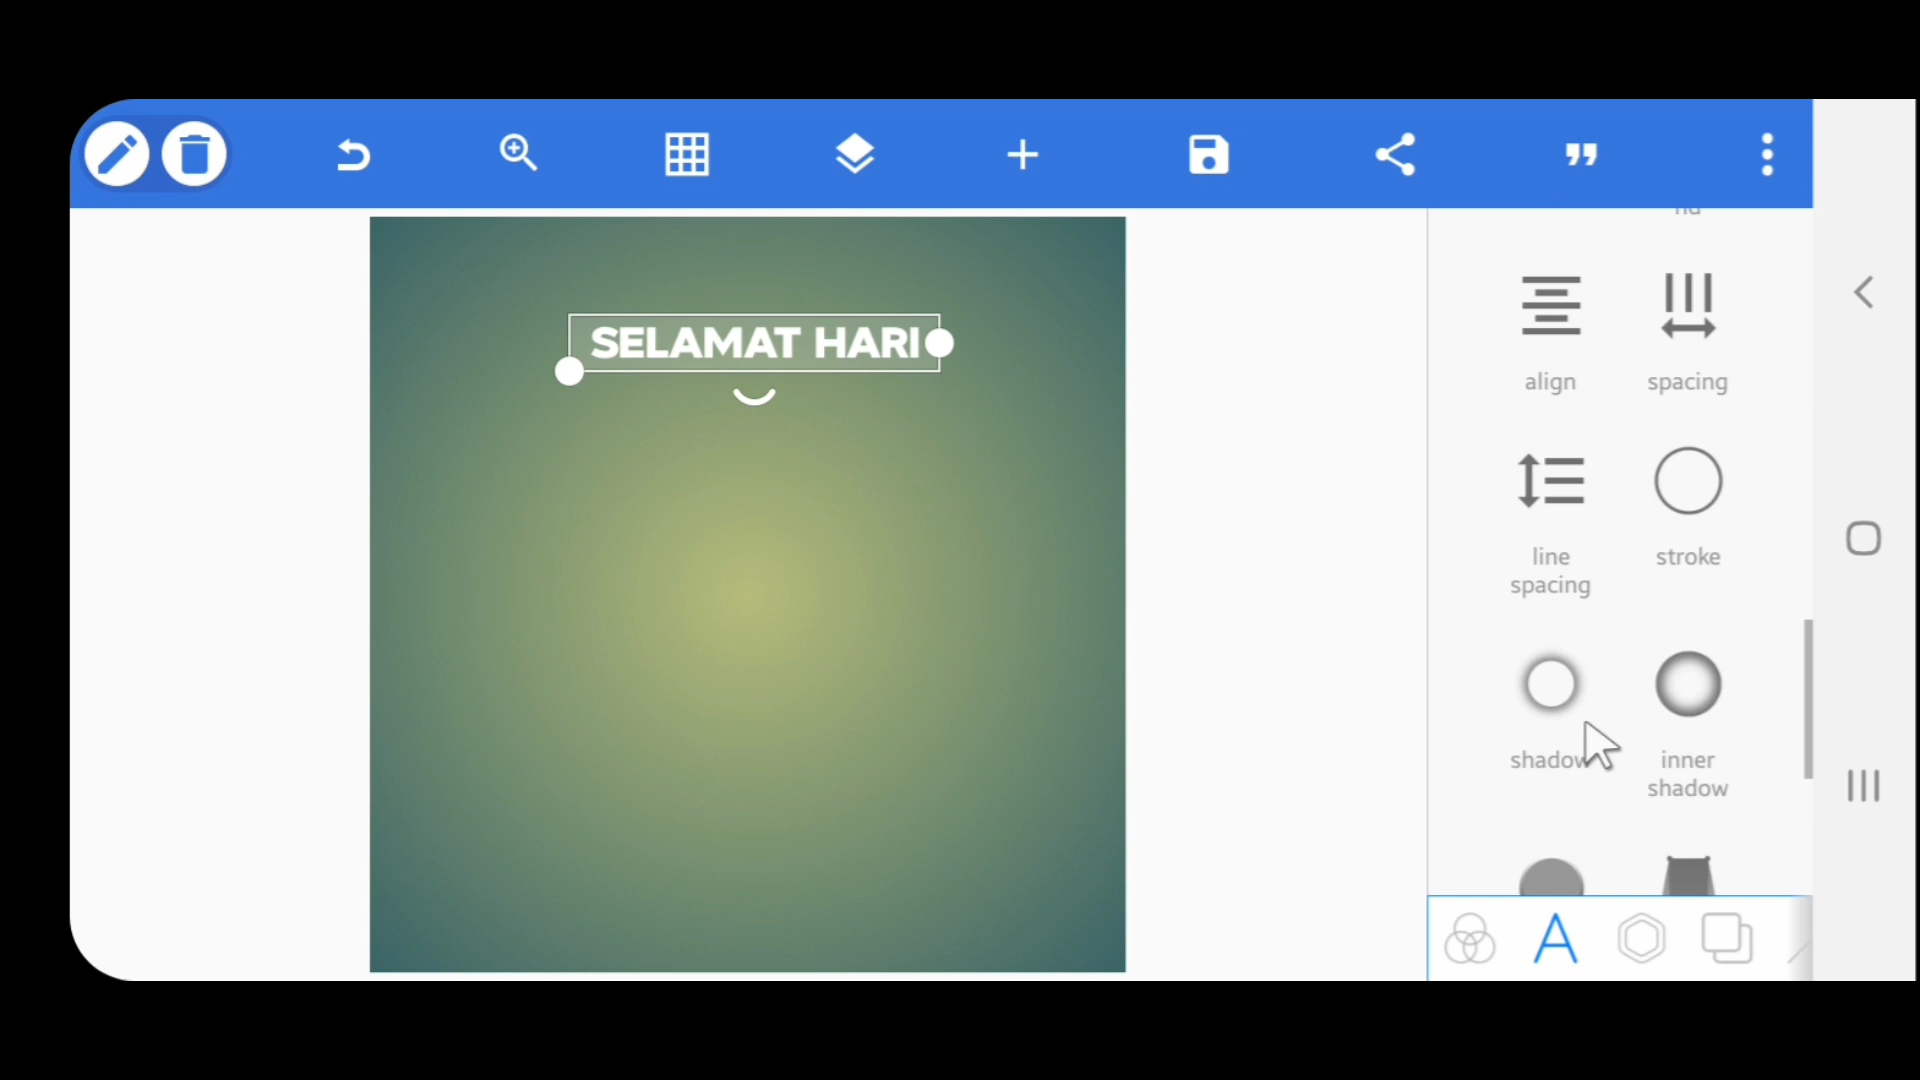 SELAMAT HARI
align
spacing
line
spacing
stroke
shadow
inner
shadow